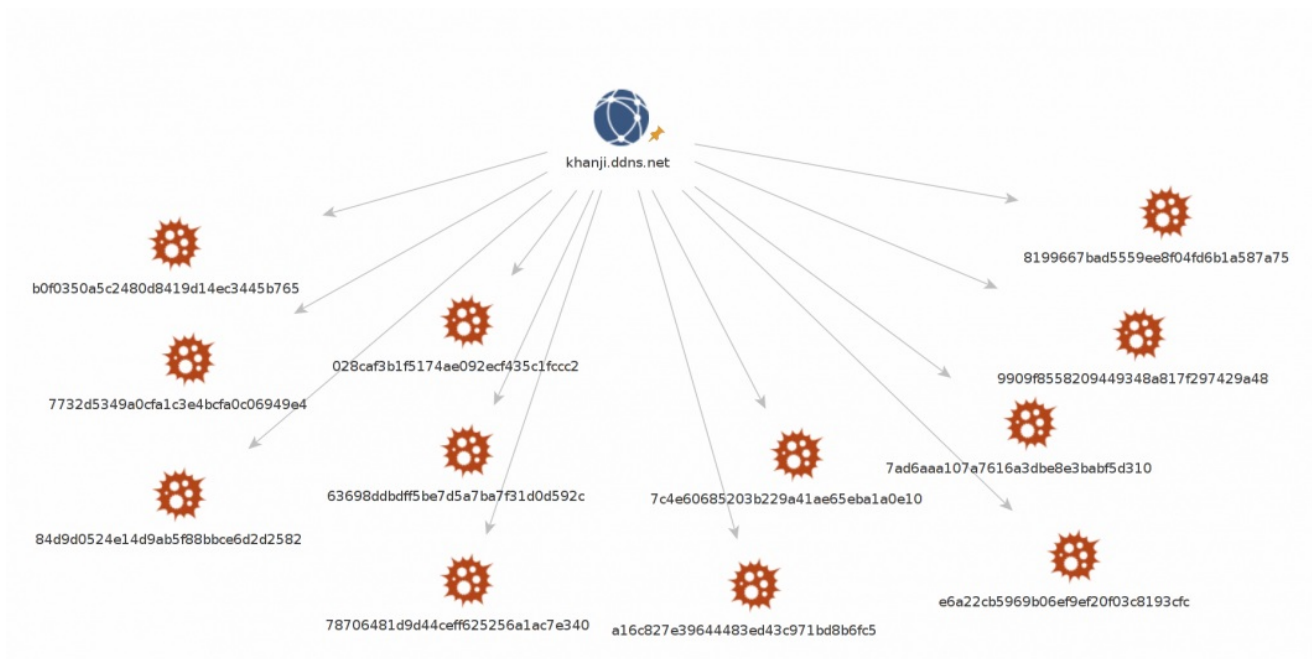 khanji.ddns.net
8199667bad5559ee8f04fd6b1a587a75
b0f0350a5c2480d8419d14ec3445b765
028caf3b1f5174ae092ecf435c1fccc2
9909f8558209449348a817f297429a48
7732d5349a0cfa1c3e4bcfa0c06949e4
7ad6aaa107a7616a3dbe8e3babf5d310
63698ddbdff5be7d5a7ba7f31d0d592c
7c4e60685203b229a41ae65eba1a0e10
84d9d0524e14d9ab5f88bbce6d2d2582
e6a22cb5969b06ef9ef20f03c8193cfc
78706481d9d44ceff625256a1ac7e340
a16c827e39644483ed43c971bd8b6fc5